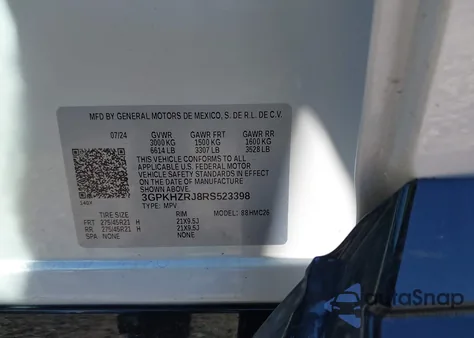 MFD BY GENERAL MOTORS DE MEXICO, S. DE R.L. DE C.V.
07/24 GVWR GAWR FRT GAWR RR
3000 KG 1500 KG 1600 KG
6614 LB 3307 LB 3528 LB
THIS VEHICLE CONFORMS TO ALL
APPLICABLE U.S. FEDERAL MOTOR
VEHICLE SAFETY STANDARDS IN EFFECT
ON THE DATE OF MANUFACTURE SHOWN ABOVE.
3GPKHZRJ8RS523398
TYPE: MPV
TIRE SIZE RIM MODEL: 88HMC26
FRT 275/45R21 H 21X9.5J
RR 275/45R21 H 21X9.5J
SPA NONE NONE
autoSnap